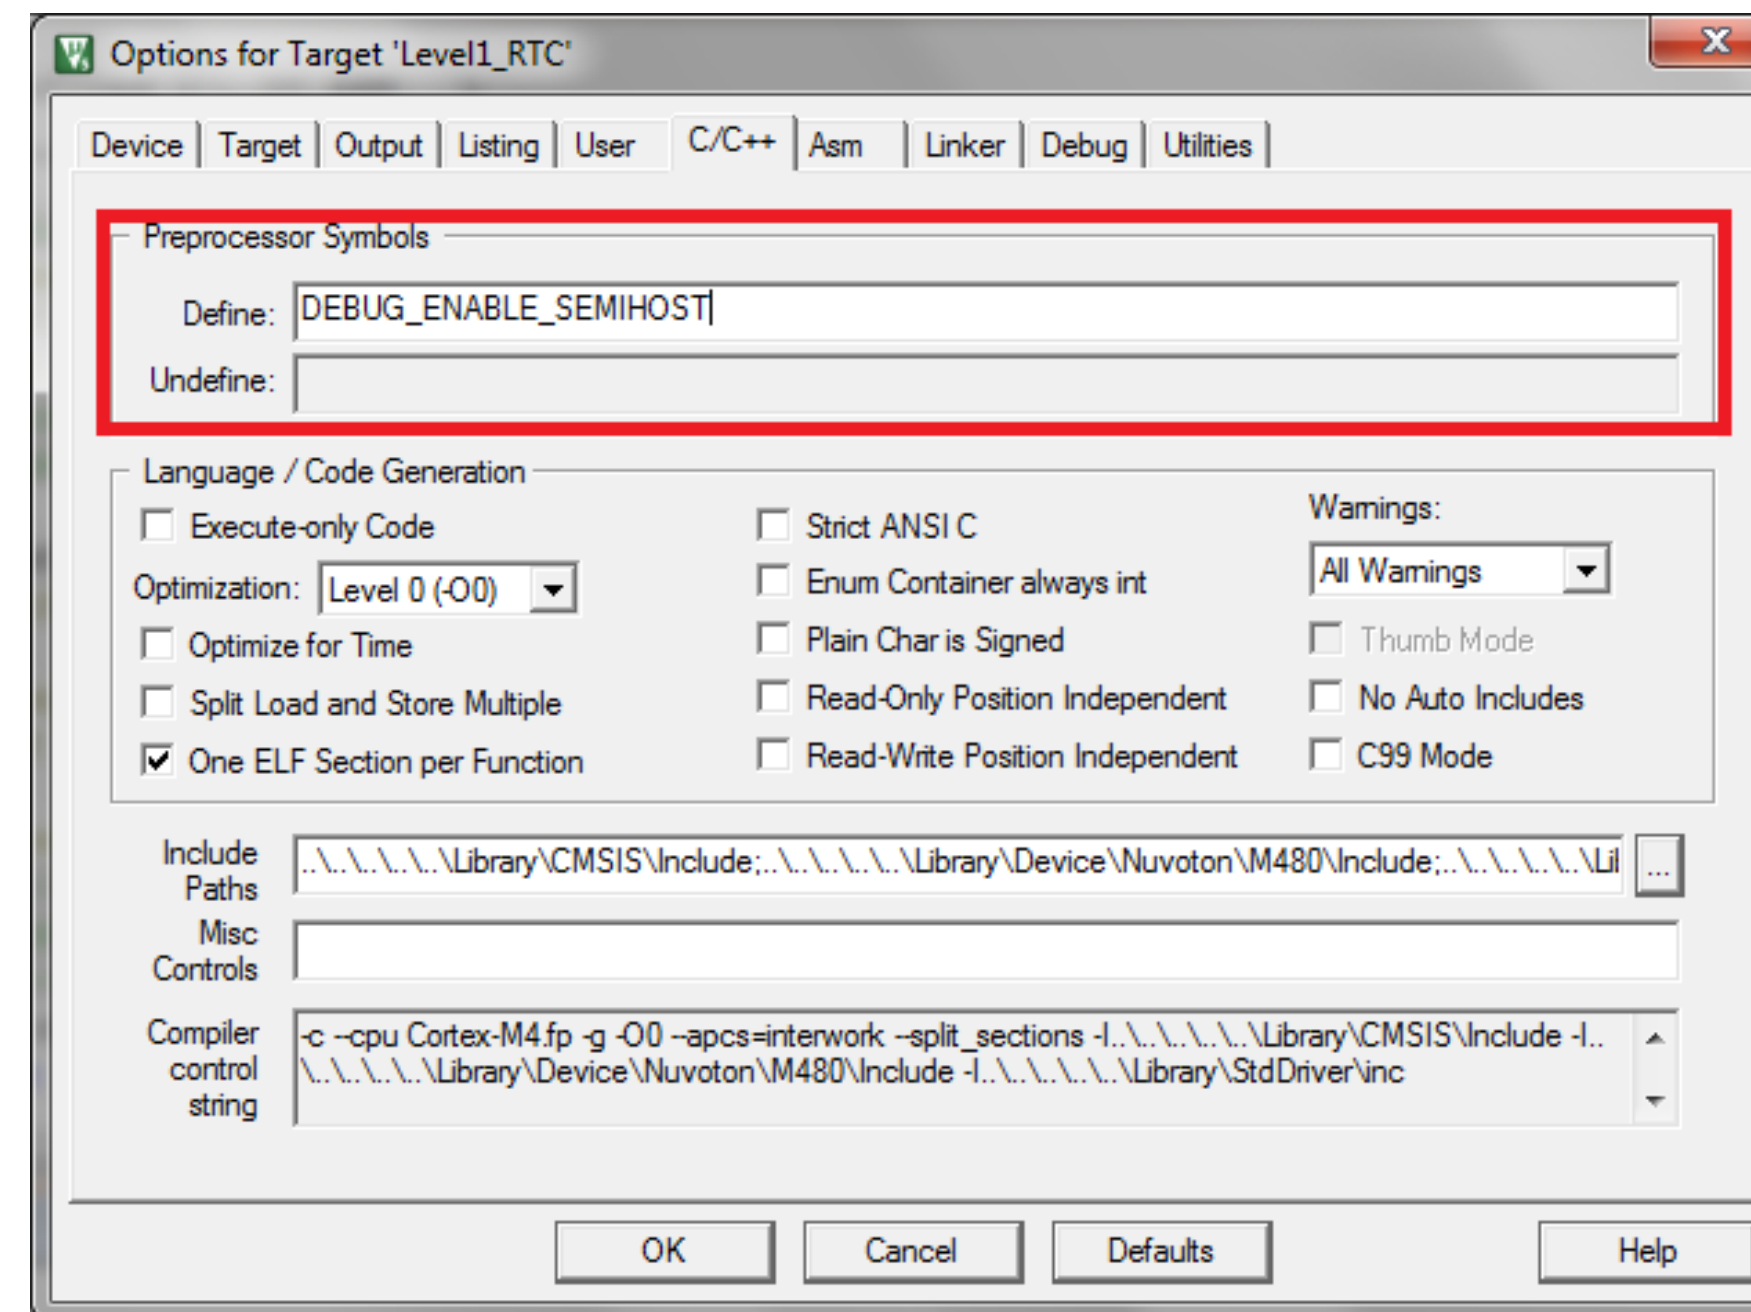 Options for Target 'Level1_RTC'
Device Target Output Listing User C/C++ Asm Linker Debug Utilities
Preprocessor Symbols
Define: DEBUG_ENABLE_SEMIHOST
Undefine:
Language / Code Generation
Execute-only Code
Optimization: Level 0 (-O0)
Optimize for Time
Split Load and Store Multiple
One ELF Section per Function
Strict ANSI C
Enum Container always int
Plain Char is Signed
Read-Only Position Independent
Read-Write Position Independent
Warnings:
All Warnings
Thumb Mode
No Auto Includes
C99 Mode
Include
Paths
..\..\..\..\..\Library\CMSIS\Include;..\..\..\..\..\Library\Device\Nuvoton\M480\Include;..\..\..\..\..\Lil
...
Misc
Controls
Compiler
control
string
-c --cpu Cortex-M4.fp -g -O0 --apcs=interwork --split_sections -I..\..\..\..\..\Library\CMSIS\Include -I..
\..\..\..\..\Library\Device\Nuvoton\M480\Include -I..\..\..\..\..\Library\StdDriver\inc
OK Cancel Defaults Help